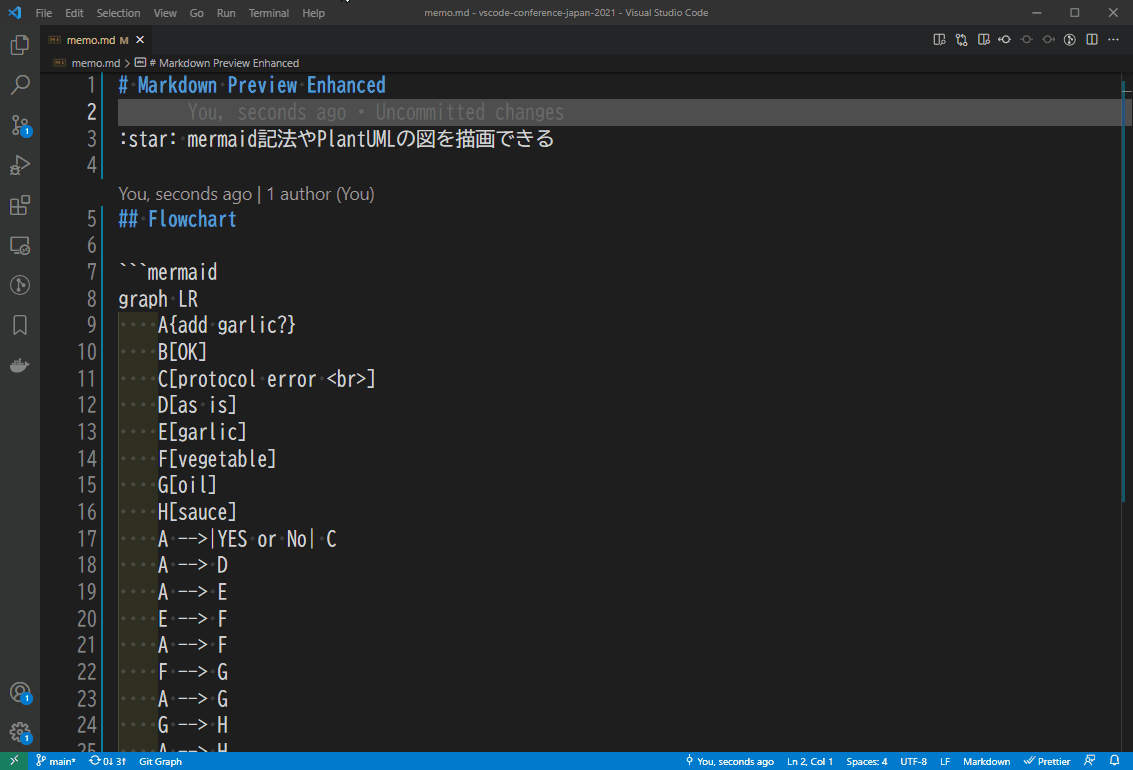 File Edit Selection View Go Run Terminal Help memo.md - vscode-conference-japan-2021 - Visual Studio Code
memo.md M
memo.md > # Markdown Preview Enhanced
1 # Markdown Preview Enhanced
2 You, seconds ago • Uncommitted changes
3 :star: mermaid記法やPlantUMLの図を描画できる
4
You, seconds ago | 1 author (You)
5 ## Flowchart
6
7 ```mermaid
8 graph LR
9 A{add garlic?}
10 B[OK]
11 C[protocol error <br>]
12 D[as is]
13 E[garlic]
14 F[vegetable]
15 G[oil]
16 H[sauce]
17 A -->|YES or No| C
18 A --> D
19 A --> E
20 E --> F
21 A --> F
22 F --> G
23 A --> G
24 G --> H
25 A --> H
1
1
1
main* 0↓ 3↑ Git Graph You, seconds ago Ln 2, Col 1 Spaces: 4 UTF-8 LF Markdown Prettier